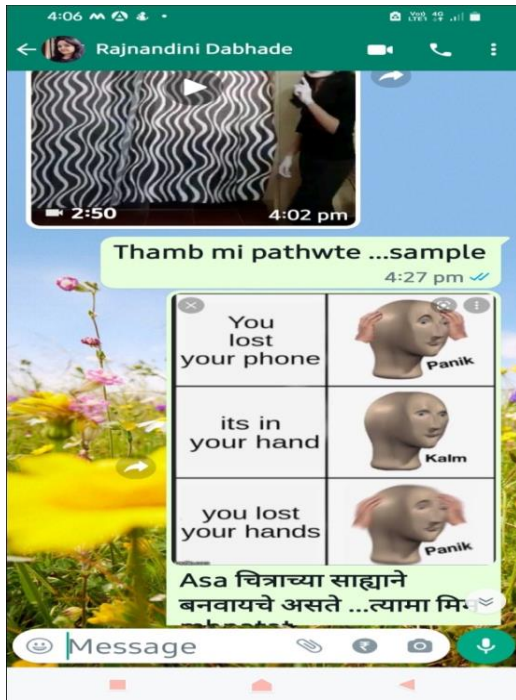 4:06
Rajnandini Dabhade
2:50
4:02 pm
Thamb mi pathwte ...sample
4:27 pm
You
lost
your phone
Panik
its in
your hand
Kalm
you lost
your hands
Panik
Asa चित्राच्या साह्याने
बनवायचे असते ...त्यामा
Message